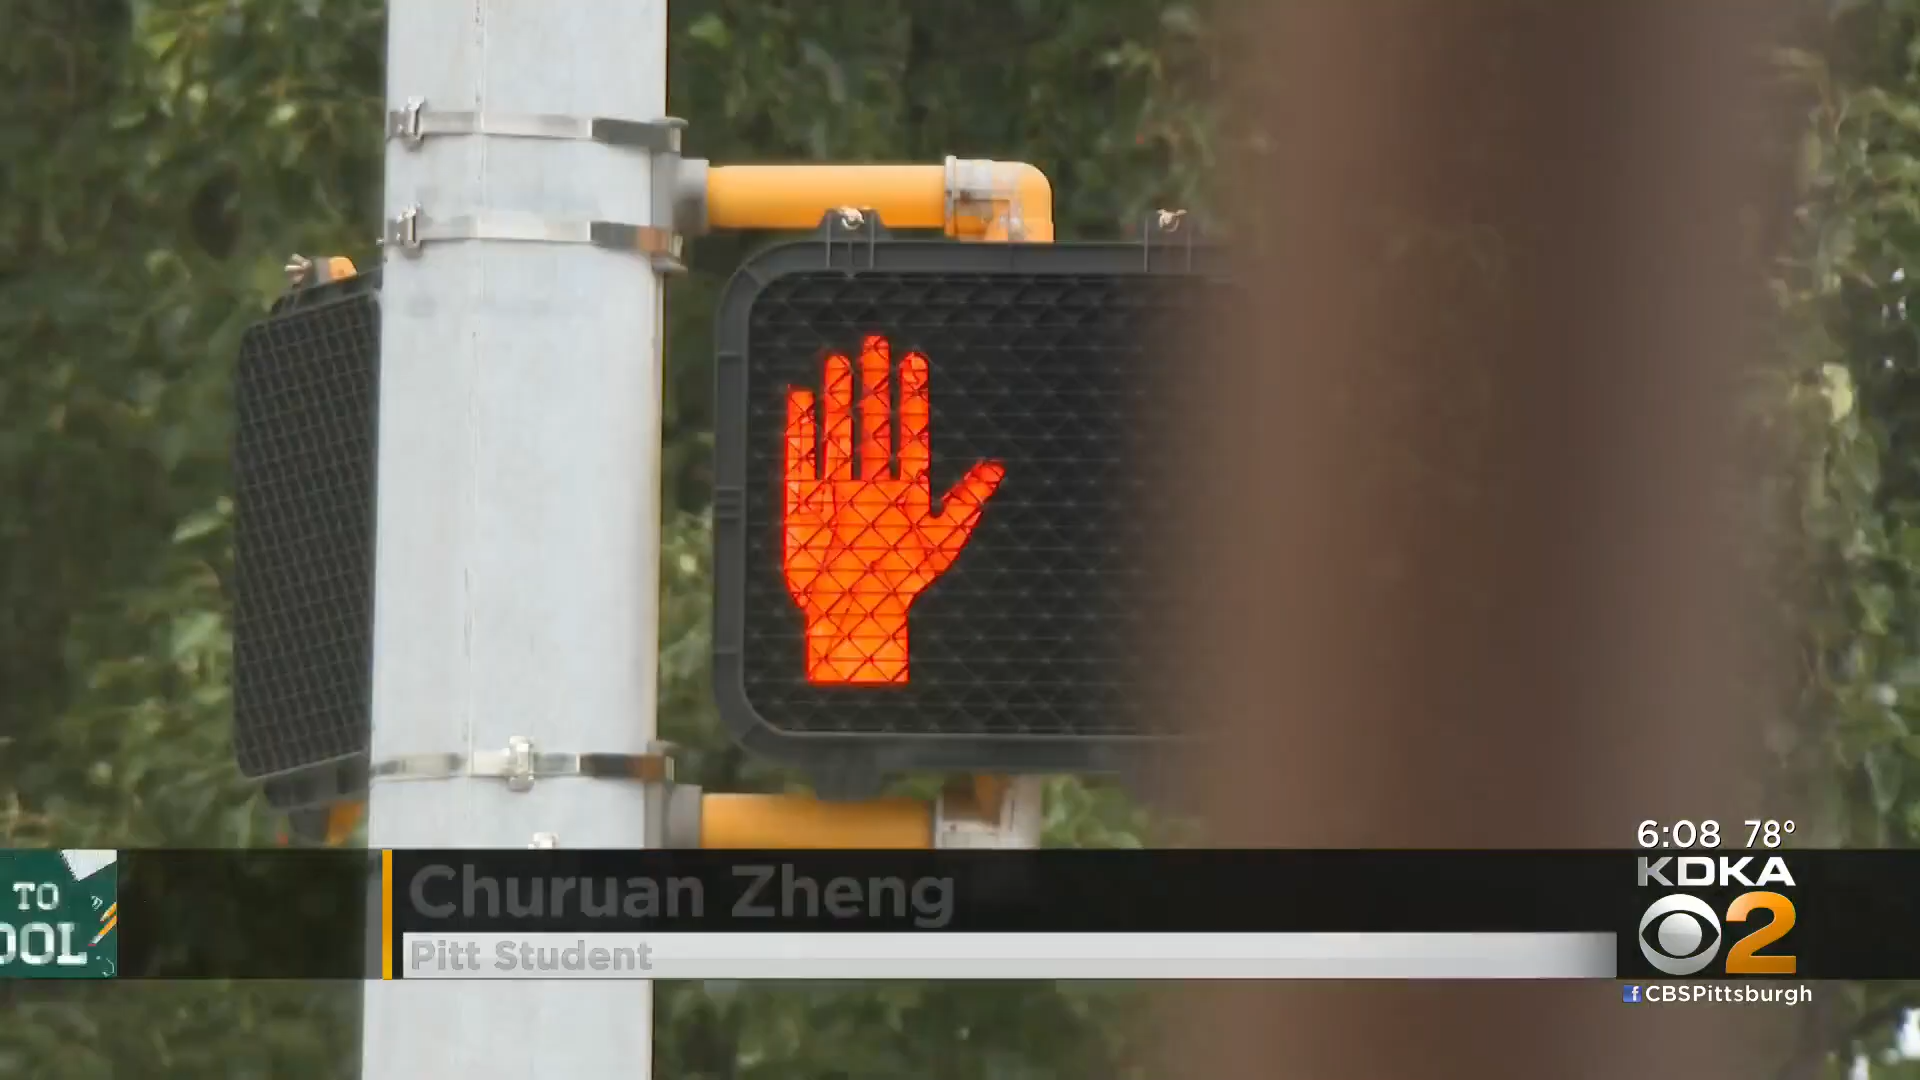 6:08 78°
KDKA
2
CBSPittsburgh
TO
OOL
Churuan Zheng
Pitt Student